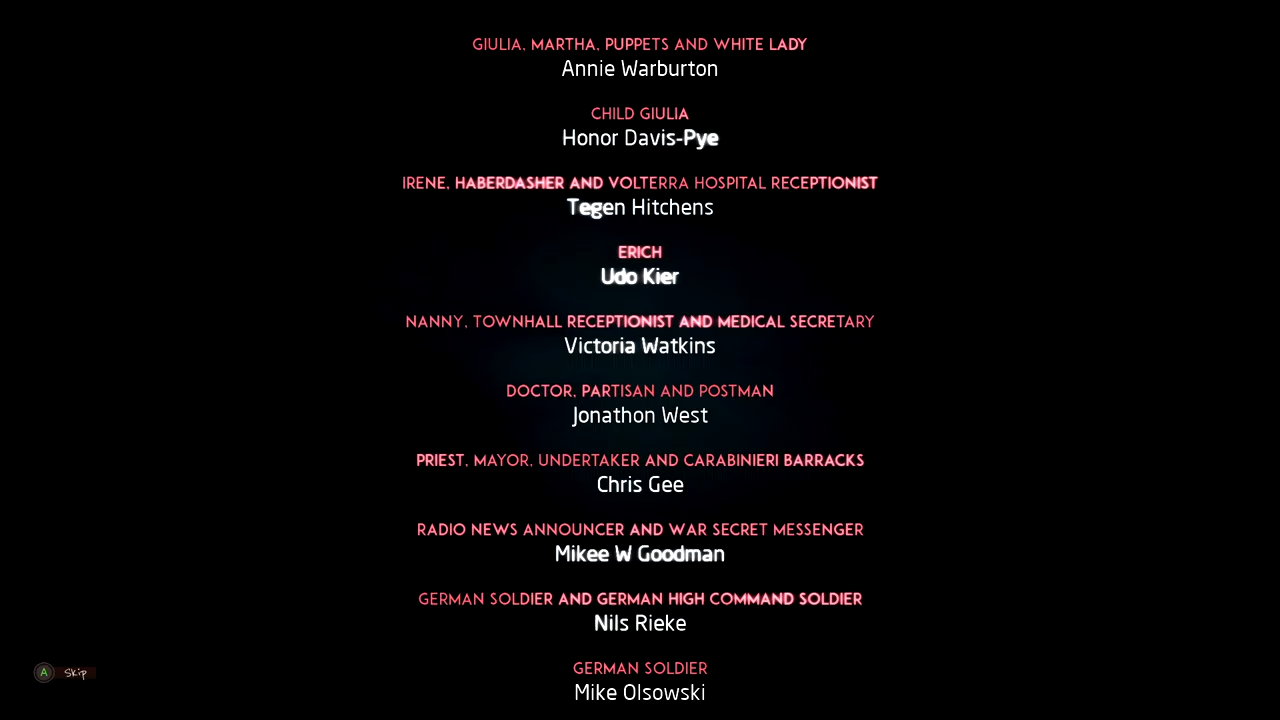 GIULIA, MARTHA, PUPPETS AND WHITE LADY
Annie Warburton
CHILD GIULIA
Honor Davis-Pye
IRENE, HABERDASHER AND VOLTERRA HOSPITAL RECEPTIONIST
Tegen Hitchens
ERICH
Udo Kier
NANNY, TOWNHALL RECEPTIONIST AND MEDICAL SECRETARY
Victoria Watkins
DOCTOR, PARTISAN AND POSTMAN
Jonathon West
PRIEST, MAYOR, UNDERTAKER AND CARABINIERI BARRACKS
Chris Gee
RADIO NEWS ANNOUNCER AND WAR SECRET MESSENGER
Mikee W Goodman
GERMAN SOLDIER AND GERMAN HIGH COMMAND SOLDIER
Nils Rieke
GERMAN SOLDIER
A Skip
Mike Olsowski